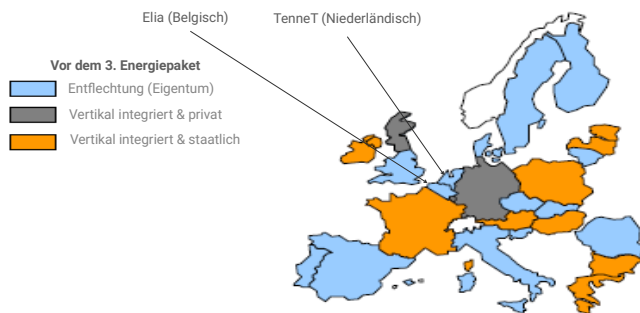 Elia (Belgisch)
TenneT (Niederländisch)
Vor dem 3. Energiepaket
Entflechtung (Eigentum)
Vertikal integriert & privat
Vertikal integriert & staatlich